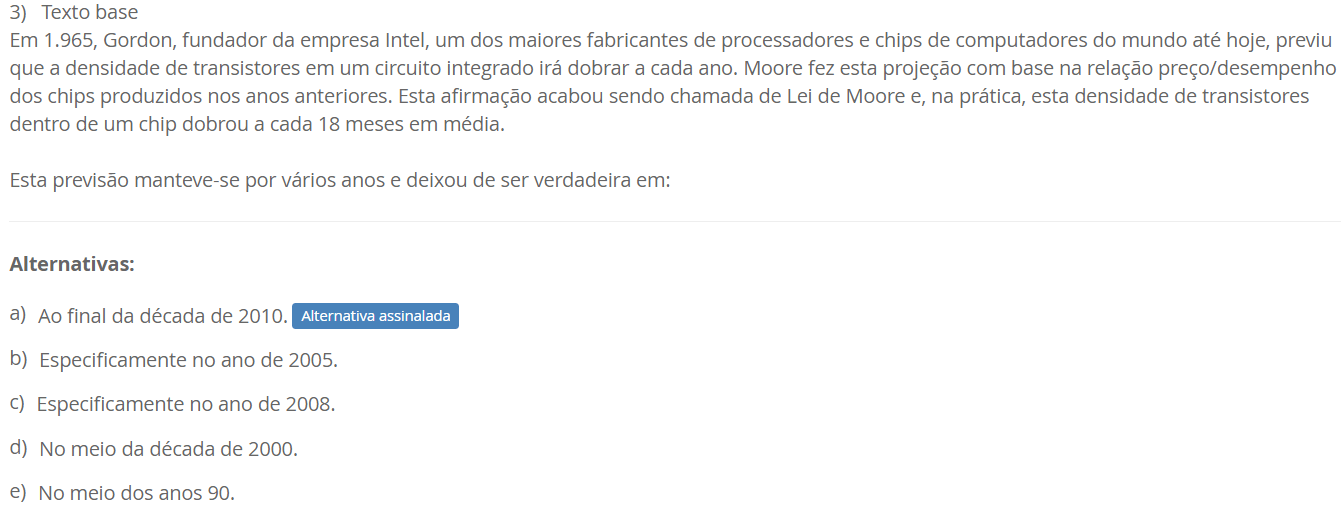 3) Texto base
Em 1.965, Gordon, fundador da empresa Intel, um dos maiores fabricantes de processadores e chips de computadores do mundo até hoje, previu
que a densidade de transistores em um circuito integrado irá dobrar a cada ano. Moore fez esta projeção com base na relação preço/desempenho
dos chips produzidos nos anos anteriores. Esta afirmação acabou sendo chamada de Lei de Moore e, na prática, esta densidade de transistores
dentro de um chip dobrou a cada 18 meses em média.
Esta previsão manteve-se por vários anos e deixou de ser verdadeira em:
Alternativas:
a) Ao final da década de 2010. Alternativa assinalada
b) Especificamente no ano de 2005.
c) Especificamente no ano de 2008.
d) No meio da década de 2000.
e) No meio dos anos 90.